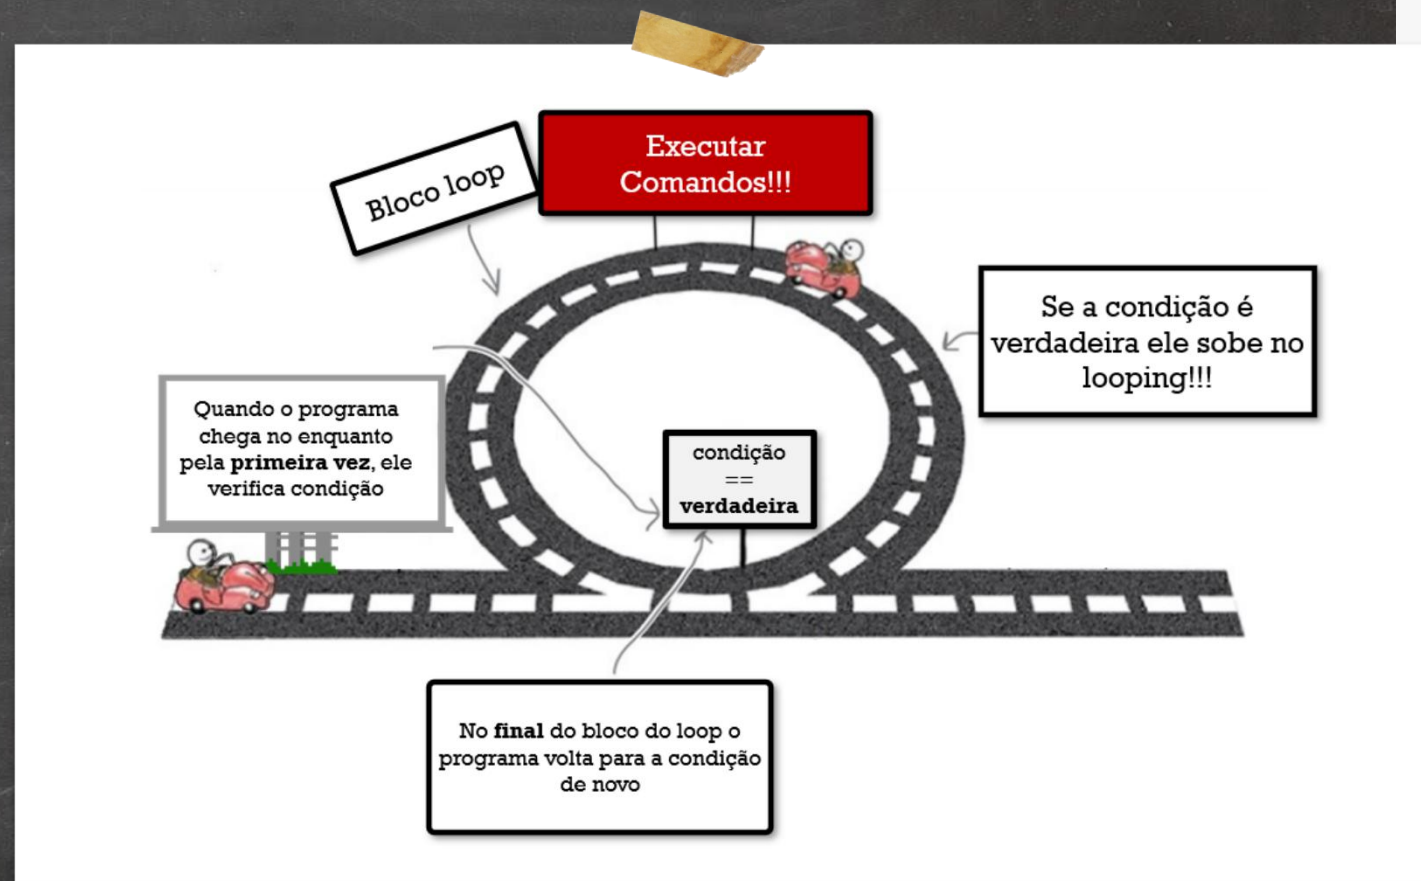 Executar
Comandos!!!
Bloco loop
Se a condição é
verdadeira ele sobe no
looping!!!
Quando o programa
chega no enquanto
pela primeira vez, ele
verifica condição
condição
==
verdadeira
No final do bloco do loop o
programa volta para a condição
de novo